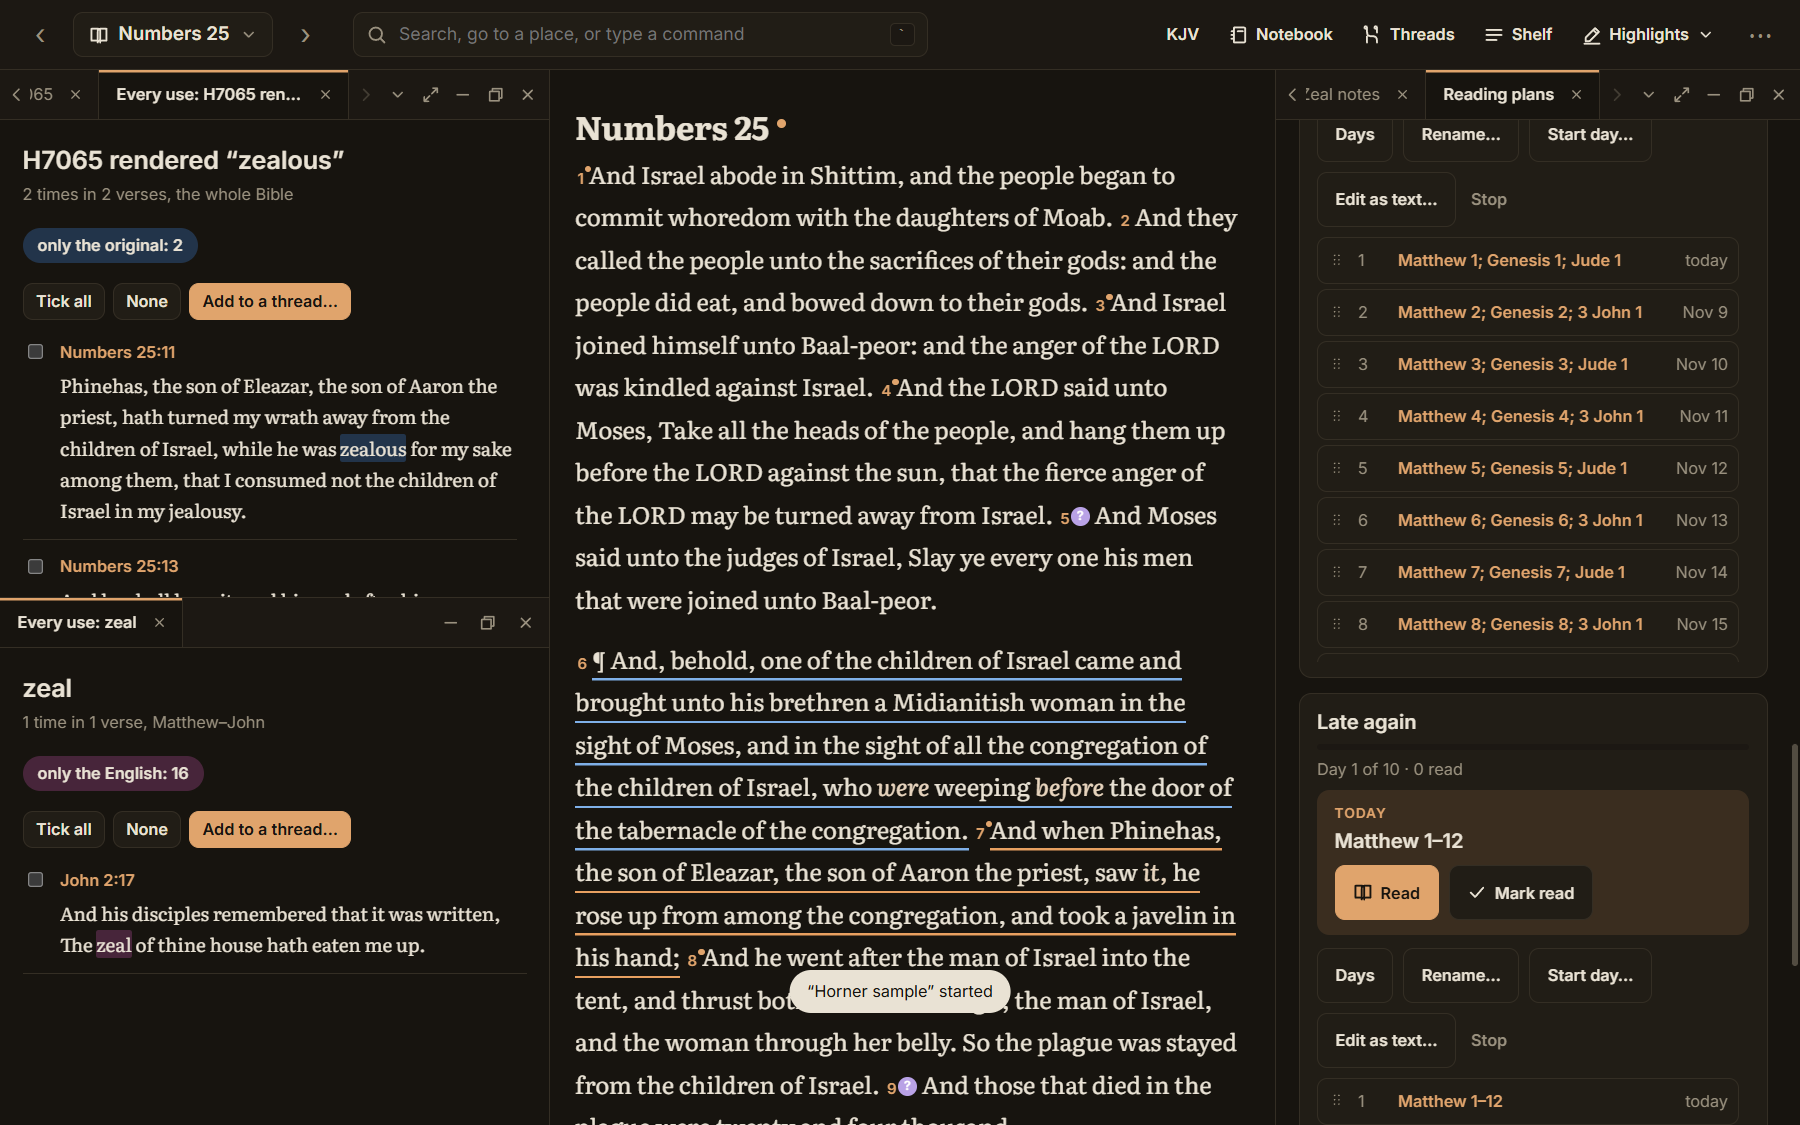 Numbers 25
Search, go to a place, or type a command
`
KJV
Notebook
Threads
Shelf
Highlights
Every use: H7065 ren...
H7065 rendered “zealous”
2 times in 2 verses, the whole Bible
only the original: 2
Tick all
None
Add to a thread...
Numbers 25:11
Phinehas, the son of Eleazar, the son of Aaron the
priest, hath turned my wrath away from the
children of Israel, while he was zealous for my sake
among them, that I consumed not the children of
Israel in my jealousy.
Numbers 25:13
Every use: zeal
zeal
1 time in 1 verse, Matthew–John
only the English: 16
Tick all
None
Add to a thread...
John 2:17
And his disciples remembered that it was written,
The zeal of thine house hath eaten me up.
Numbers 25
1 And Israel abode in Shittim, and the people began to
commit whoredom with the daughters of Moab. 2 And they
called the people unto the sacrifices of their gods: and the
people did eat, and bowed down to their gods. 3 And Israel
joined himself unto Baal-peor: and the anger of the LORD
was kindled against Israel. 4 And the LORD said unto
Moses, Take all the heads of the people, and hang them up
before the LORD against the sun, that the fierce anger of
the LORD may be turned away from Israel. 5 ? And Moses
said unto the judges of Israel, Slay ye every one his men
that were joined unto Baal-peor.
6 ¶ And, behold, one of the children of Israel came and
brought unto his brethren a Midianitish woman in the
sight of Moses, and in the sight of all the congregation of
the children of Israel, who were weeping before the door of
the tabernacle of the congregation. 7 And when Phinehas,
the son of Eleazar, the son of Aaron the priest, saw it, he
rose up from among the congregation, and took a javelin in
his hand; 8 And he went after the man of Israel into the
tent, and thrust the man of Israel,
and the woman through her belly. So the plague was stayed
from the children of Israel. 9 ? And those that died in the
“Horner sample” started
notes
Reading plans
Days
Rename...
Start day...
Edit as text...
Stop
1 Matthew 1; Genesis 1; Jude 1 today
2 Matthew 2; Genesis 2; 3 John 1 Nov 9
3 Matthew 3; Genesis 3; Jude 1 Nov 10
4 Matthew 4; Genesis 4; 3 John 1 Nov 11
5 Matthew 5; Genesis 5; Jude 1 Nov 12
6 Matthew 6; Genesis 6; 3 John 1 Nov 13
7 Matthew 7; Genesis 7; Jude 1 Nov 14
8 Matthew 8; Genesis 8; 3 John 1 Nov 15
Late again
Day 1 of 10 · 0 read
TODAY
Matthew 1–12
Read
Mark read
Days
Rename...
Start day...
Edit as text...
Stop
1 Matthew 1–12 today